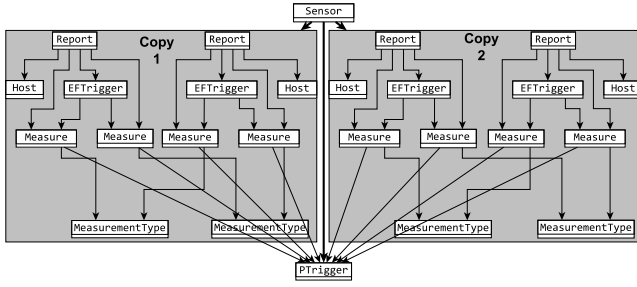 Sensor
Report
Copy
1
Report
Report
Copy
2
Report
Host
EFTrigger
EFTrigger
Host
Host
EFTrigger
EFTrigger
Host
Measure
Measure
Measure
Measure
Measure
Measure
Measure
Measure
MeasurementType
MeasurementType
MeasurementType
MeasurementType
PTrigger